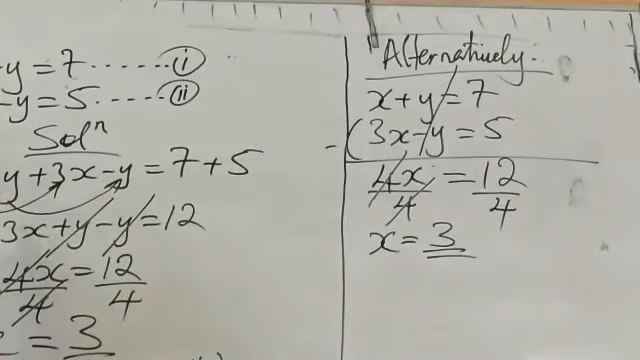 -y = 7 ------ (i)
-y = 5 ---- (ii)
Solⁿ
y + 3x - y = 7 + 5
3x + y - y = 12
4x = 12
4 4
= 3
Alternatively:
x + y = 7
- (3x - y = 5
4x = 12
4 4
x = 3